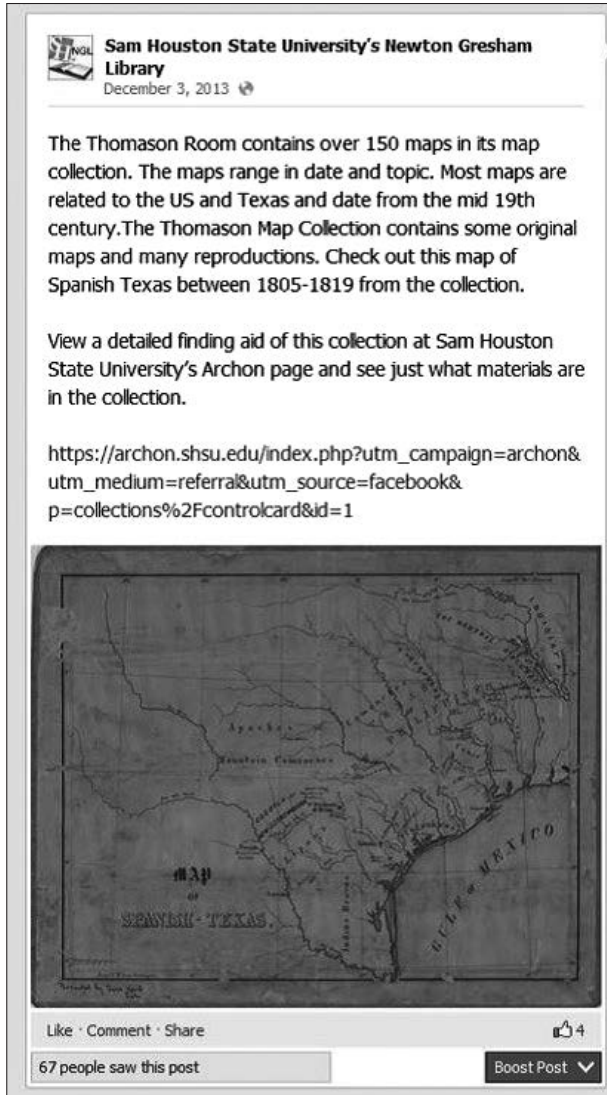 NGL
Sam Houston State University's Newton Gresham
Library
December 3, 2013
The Thomason Room contains over 150 maps in its map
collection. The maps range in date and topic. Most maps are
related to the US and Texas and date from the mid 19th
century.The Thomason Map Collection contains some original
maps and many reproductions. Check out this map of
Spanish Texas between 1805-1819 from the collection.
View a detailed finding aid of this collection at Sam Houston
State University's Archon page and see just what materials are
in the collection.
https://archon.shsu.edu/index.php?utm_campaign=archon&
utm_medium=referral&utm_source=facebook&
p=collections%2Fcontrolcard&id=1
Apaches
Mountain Comanches
MAP
OF
SPANISH-TEXAS.
GULF OF MEXICO
Like · Comment · Share
4
67 people saw this post
Boost Post